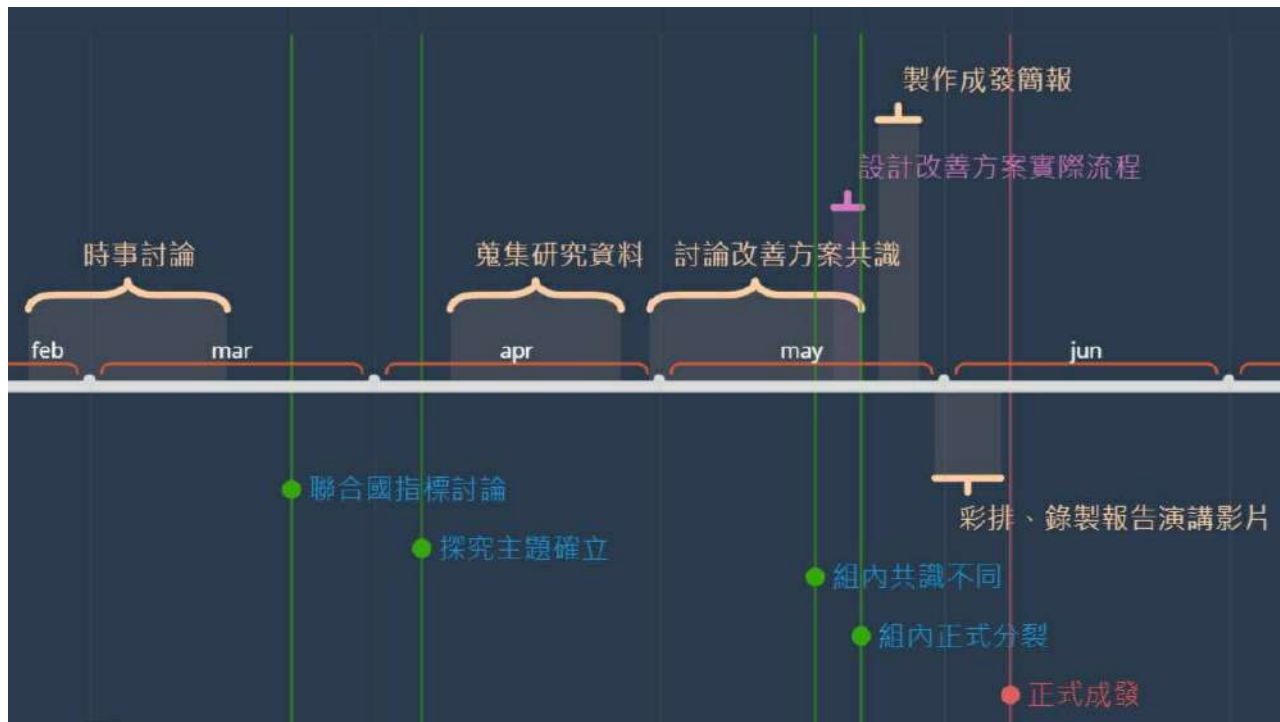 製作成發簡報
設計改善方案實際流程
時事討論
蒐集研究資料
討論改善方案共識
feb
mar
apr
may
jun
聯合國指標討論
彩排、錄製報告演講影片
探究主題確立
組內共識不同
組內正式分裂
正式成發